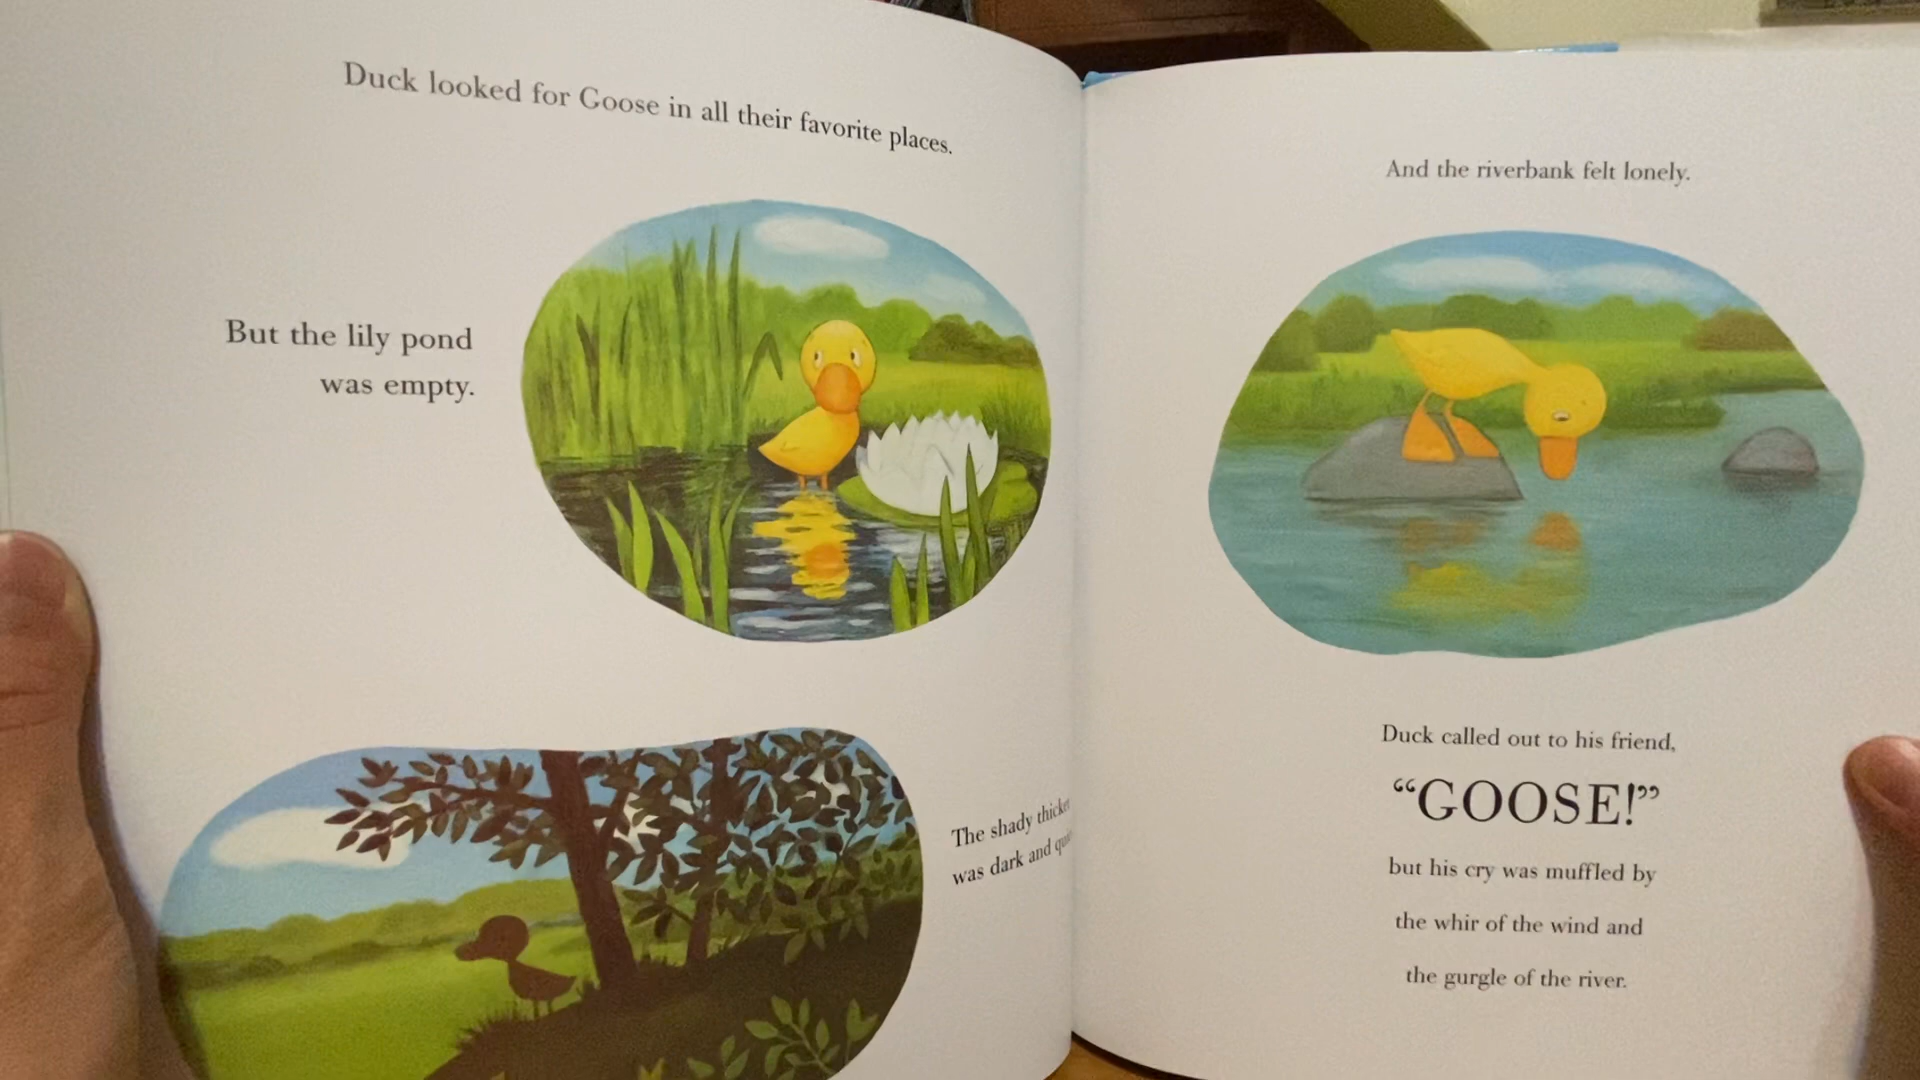 Duck looked for Goose in all their favorite places.
But the lily pond
was empty.
The shady thicket
was dark and
And the riverbank felt lonely.
Duck called out to his friend,
“GOOSE!”
but his cry was muffled by
the whir of the wind and
the gurgle of the river.